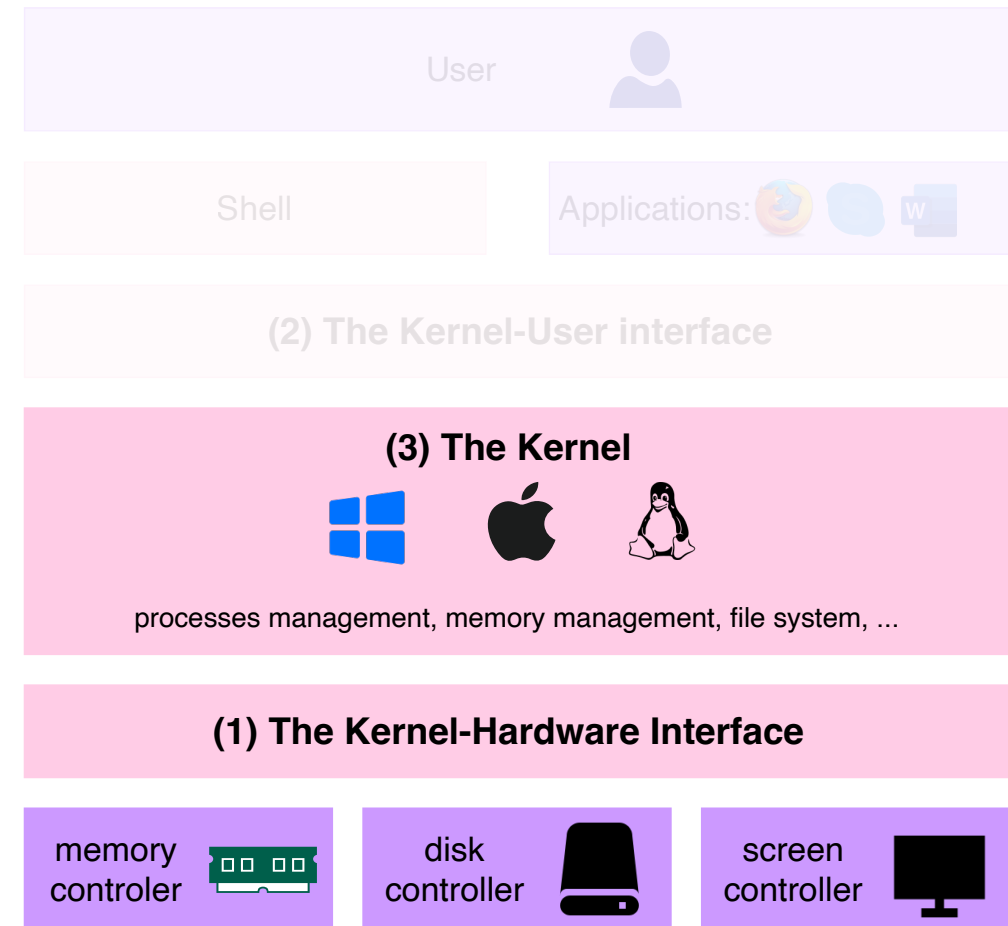 User
Shell
Applications:
W
(2) The Kernel-User interface
(3) The Kernel
processes management, memory management, file system, ...
(1) The Kernel-Hardware Interface
memory
controler
disk
controller
screen
controller